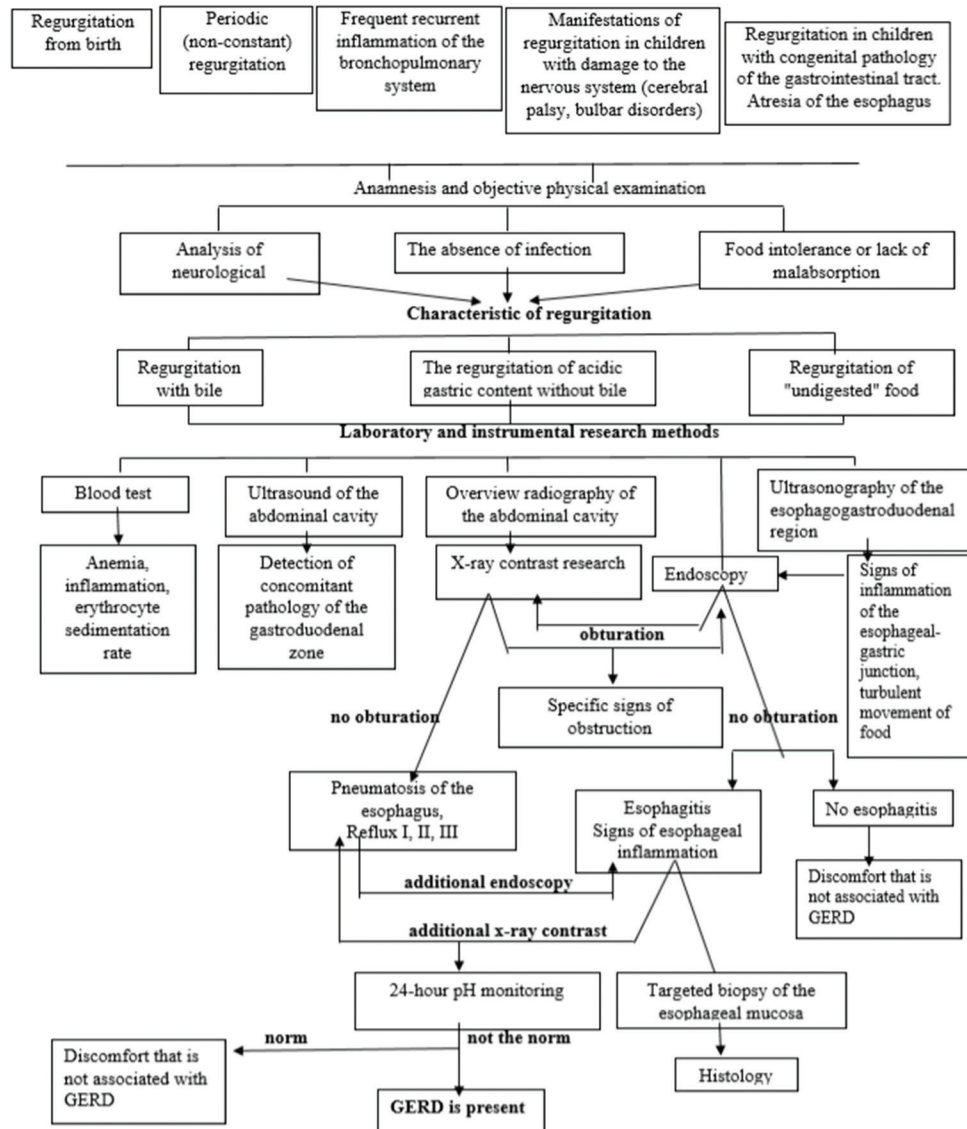 Regurgitation
from birth
Periodic
(non-constant)
regurgitation
Frequent recurrent
inflammation of the
bronchopulmonary
system
Manifestations of
regurgitation in children
with damage to the
nervous system (cerebral
palsy, bulbar disorders)
Regurgitation in children
with congenital pathology
of the gastrointestinal tract.
Atresia of the esophagus
Anamnesis and objective physical examination
Analysis of
neurological
The absence of infection
Food intolerance or lack of
malabsorption
Characteristic of regurgitation
Regurgitation
with bile
The regurgitation of acidic
gastric content without bile
Regurgitation of
"undigested" food
Laboratory and instrumental research methods
Blood test
Ultrasound of the
abdominal cavity
Overview radiography of
the abdominal cavity
Ultrasonography of the
esophagogastroduodenal
region
Anemia,
inflammation,
erythrocyte
sedimentation
rate
Detection of
concomitant
pathology of the
gastroduodenal
zone
X-ray contrast research
Endoscopy
Signs of
inflammation
of the
esophageal-
gastric
junction,
turbulent
movement of
food
obturation
Specific signs of
obstruction
no obturation
no obturation
Pneumatosis of the
esophagus,
Reflux I, II, III
Esophagitis
Signs of esophageal
inflammation
No esophagitis
additional endoscopy
Discomfort that is
not associated with
GERD
additional x-ray contrast
24-hour pH monitoring
Targeted biopsy of the
esophageal mucosa
norm
not the norm
Discomfort that is
not associated with
GERD
Histology
GERD is present